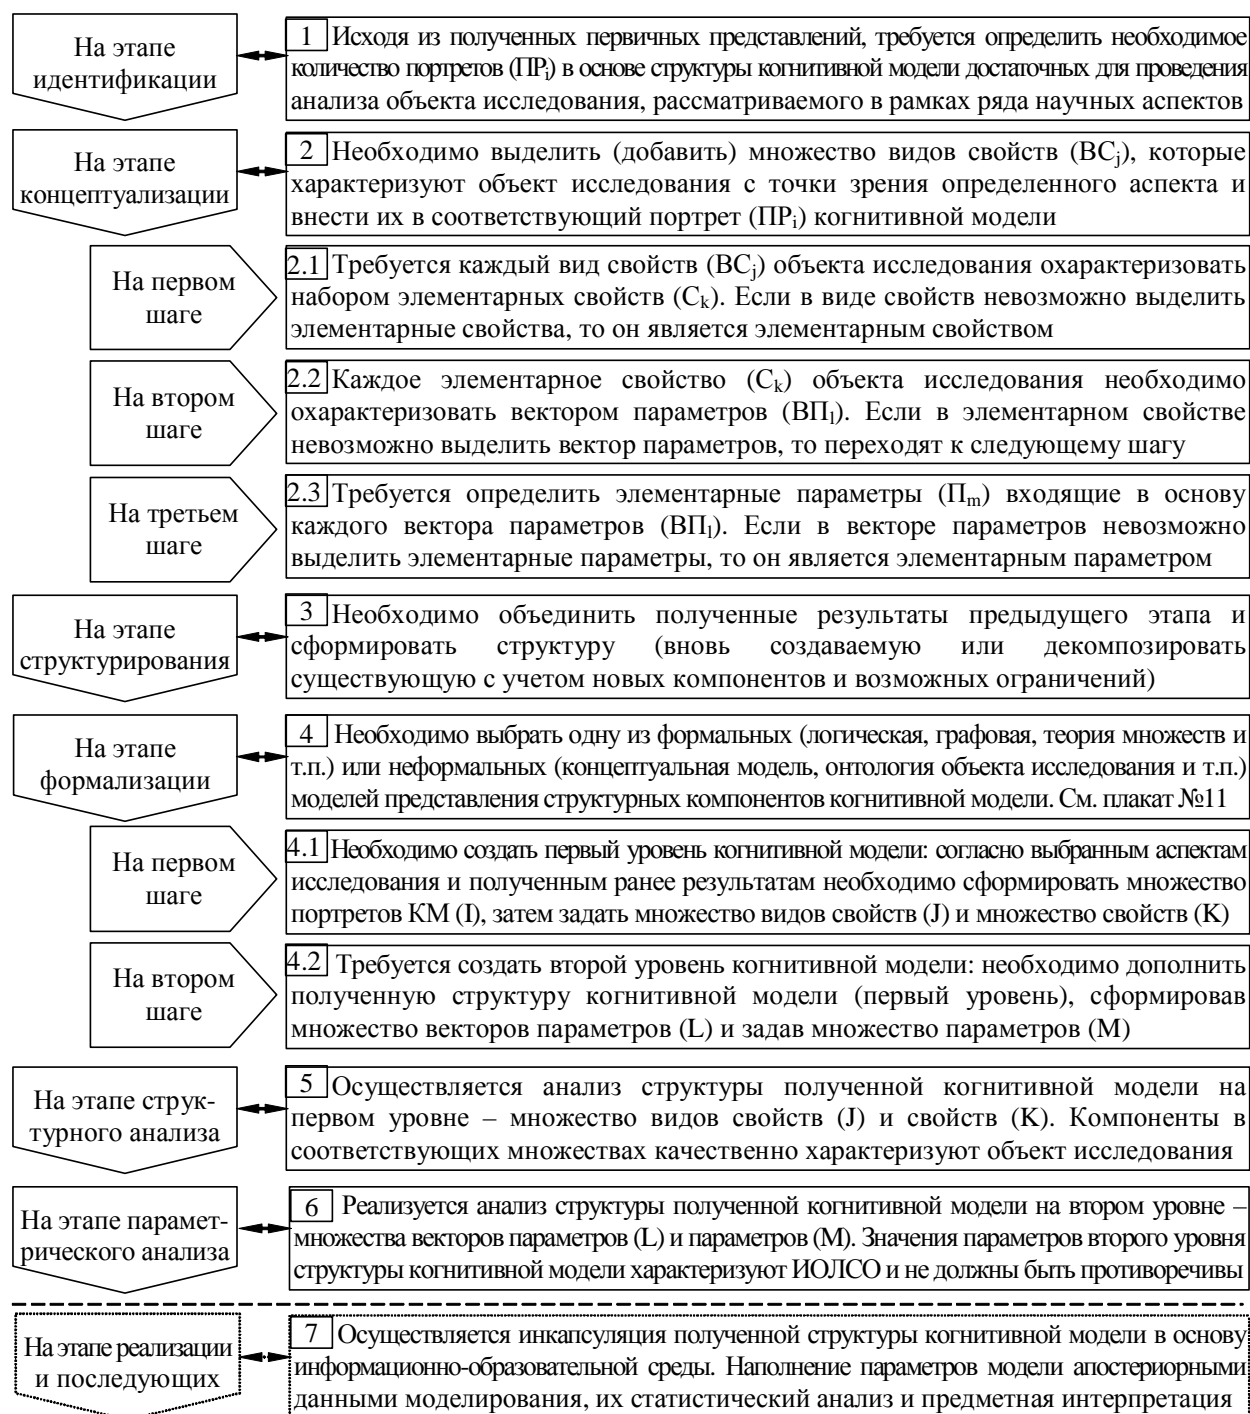 На этапе
идентификации
1 Исходя из полученных первичных представлений, требуется определить необходимое
количество портретов (ПРi) в основе структуры когнитивной модели достаточных для проведения
анализа объекта исследования, рассматриваемого в рамках ряда научных аспектов
На этапе
концептуализации
2 Необходимо выделить (добавить) множество видов свойств (ВСj), которые
характеризуют объект исследования с точки зрения определенного аспекта и
внести их в соответствующий портрет (ПРi) когнитивной модели
На первом
шаге
2.1 Требуется каждый вид свойств (ВСj) объекта исследования охарактеризовать
набором элементарных свойств (Сk). Если в виде свойств невозможно выделить
элементарные свойства, то он является элементарным свойством
На втором
шаге
2.2 Каждое элементарное свойство (Сk) объекта исследования необходимо
охарактеризовать вектором параметров (ВПl). Если в элементарном свойстве
невозможно выделить вектор параметров, то переходят к следующему шагу
На третьем
шаге
2.3 Требуется определить элементарные параметры (Пm) входящие в основу
каждого вектора параметров (ВПl). Если в векторе параметров невозможно
выделить элементарные параметры, то он является элементарным параметром
На этапе
структурирования
3 Необходимо объединить полученные результаты предыдущего этапа и
сформировать структуру (вновь создаваемую или декомпозировать
существующую с учетом новых компонентов и возможных ограничений)
На этапе
формализации
4 Необходимо выбрать одну из формальных (логическая, графовая, теория множеств и
т.п.) или неформальных (концептуальная модель, онтология объекта исследования и т.п.)
моделей представления структурных компонентов когнитивной модели. См. плакат №11
На первом
шаге
4.1 Необходимо создать первый уровень когнитивной модели: согласно выбранным аспектам
исследования и полученным ранее результатам необходимо сформировать множество
портретов КМ (I), затем задать множество видов свойств (J) и множество свойств (K)
На втором
шаге
4.2 Требуется создать второй уровень когнитивной модели: необходимо дополнить
полученную структуру когнитивной модели (первый уровень), сформировав
множество векторов параметров (L) и задав множество параметров (M)
На этапе струк-
турного анализа
5 Осуществляется анализ структуры полученной когнитивной модели на
первом уровне – множество видов свойств (J) и свойств (K). Компоненты в
соответствующих множествах качественно характеризуют объект исследования
На этапе парамет-
рического анализа
6 Реализуется анализ структуры полученной когнитивной модели на втором уровне –
множества векторов параметров (L) и параметров (M). Значения параметров второго уровня
структуры когнитивной модели характеризуют ИОЛСО и не должны быть противоречивы
На этапе реализации
и последующих
7 Осуществляется инкапсуляция полученной структуры когнитивной модели в основу
информационно-образовательной среды. Наполнение параметров модели апостериорными
данными моделирования, их статистический анализ и предметная интерпретация